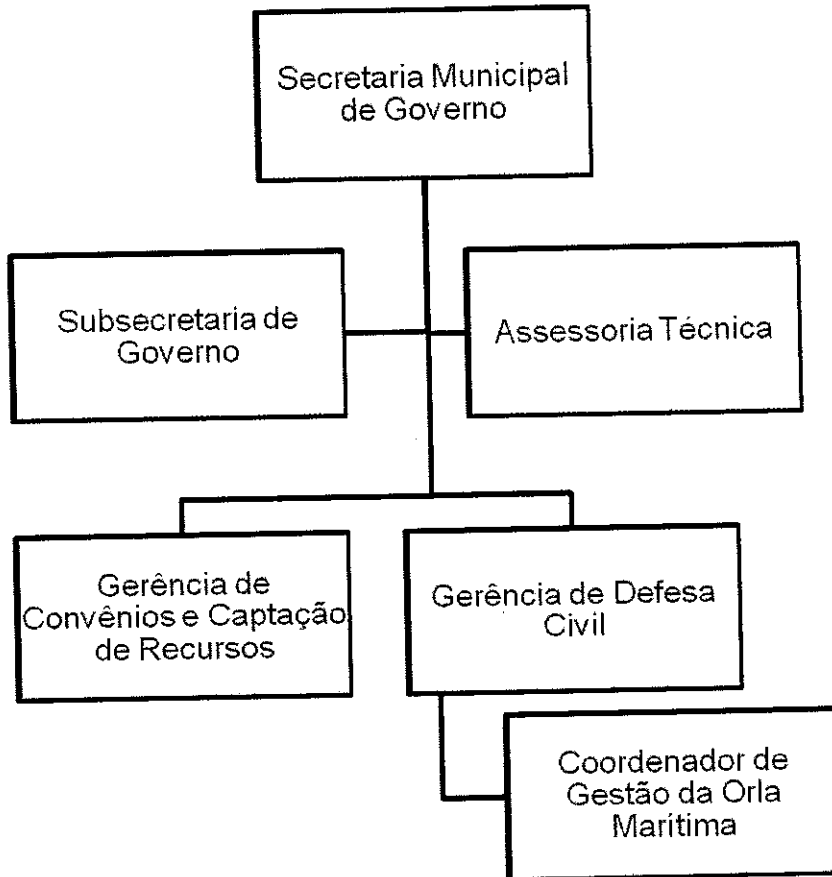 Secretaria Municipal
de Governo
Subsecretaria de
Governo
Assessoria Técnica
Gerência de
Convênios e Captação
de Recursos
Gerência de Defesa
Civil
Coordenador de
Gestão da Orla
Marítima